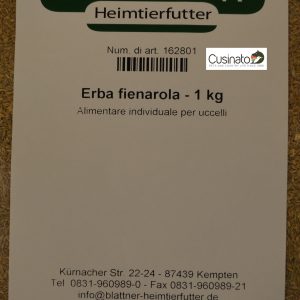 Heimtierfutter
Num. di art. 162801
Cusinato
Erba fienarola - 1 kg
Alimentare individuale per uccelli
Kürnacher Str. 22-24 - 87439 Kempten
Tel 0831-960989-0 - Fax 0831-960989-21
info@blattner-heimtierfutter.de